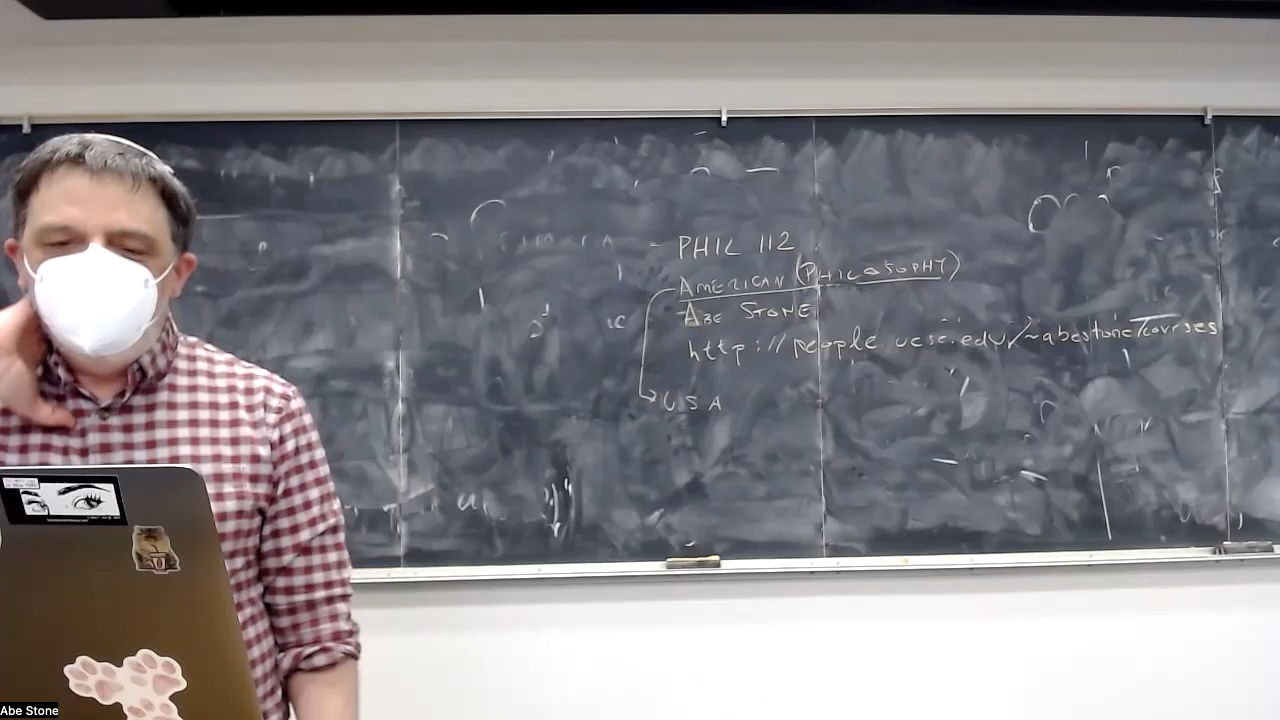 PHIL 112
AMERICAN (PHILOSOPHY)
ABE STONE
http://people.ucsc.edu/~abestone/courses
USA
Abe Stone